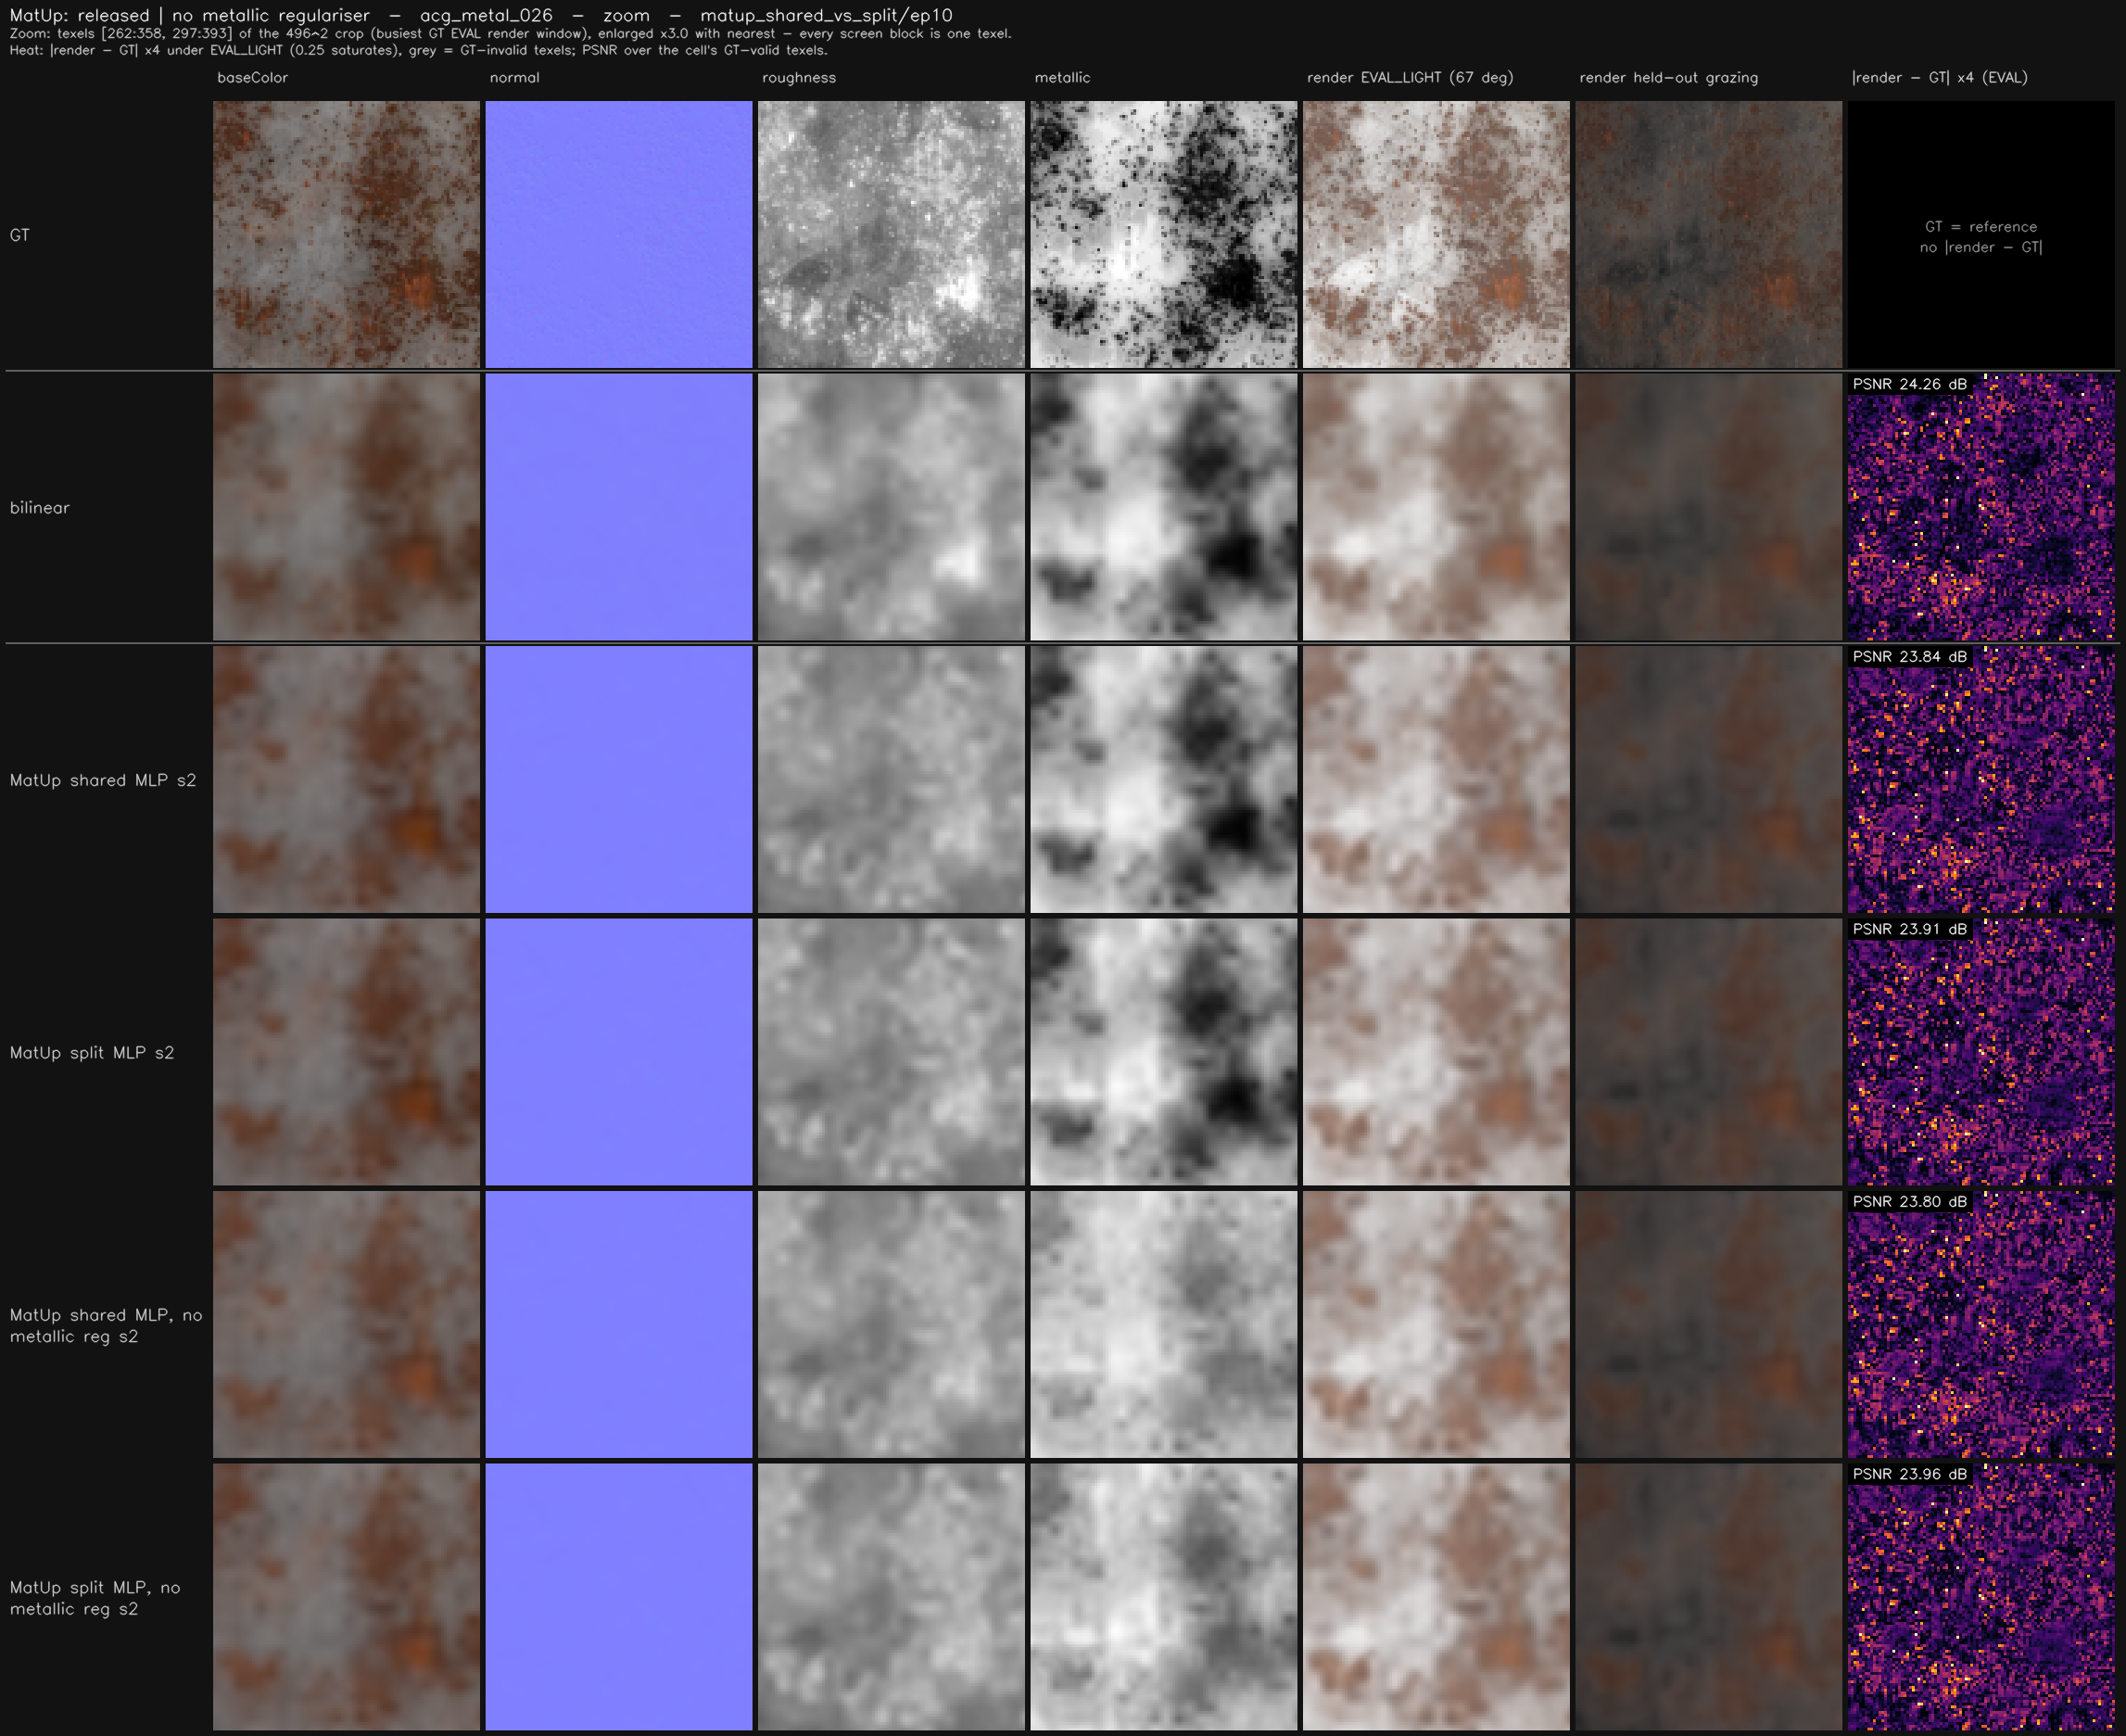 MatUp: released | no metallic regulariser — acg_metal_026 — zoom — matup_shared_vs_split/ep10
Zoom: texels [262:358, 297:393] of the 496^2 crop (busiest GT EVAL render window), enlarged x3.0 with nearest — every screen block is one texel.
Heat: |render — GT| x4 under EVAL_LIGHT (0.25 saturates), grey = GT-invalid texels; PSNR over the cell's GT-valid texels.
baseColor normal roughness metallic render EVAL_LIGHT (67 deg) render held-out grazing |render — GT| x4 (EVAL)
GT
GT = reference
no |render — GT|
bilinear
PSNR 24.26 dB
MatUp shared MLP s2
PSNR 23.84 dB
MatUp split MLP s2
PSNR 23.91 dB
MatUp shared MLP, no
metallic reg s2
PSNR 23.80 dB
MatUp split MLP, no
metallic reg s2
PSNR 23.96 dB